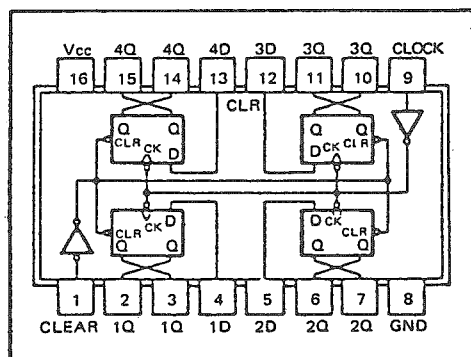 Vcc 4Q 4Q 4D 3D 3Q 3Q CLOCK
16 15 14 13 12 11 10 9
CLR
Q Q Q Q
CLR CK D D CK CLR
CLR CK D D CK CLR
Q Q Q Q
1 2 3 4 5 6 7 8
CLEAR 1Q 1Q 1D 2D 2Q 2Q GND